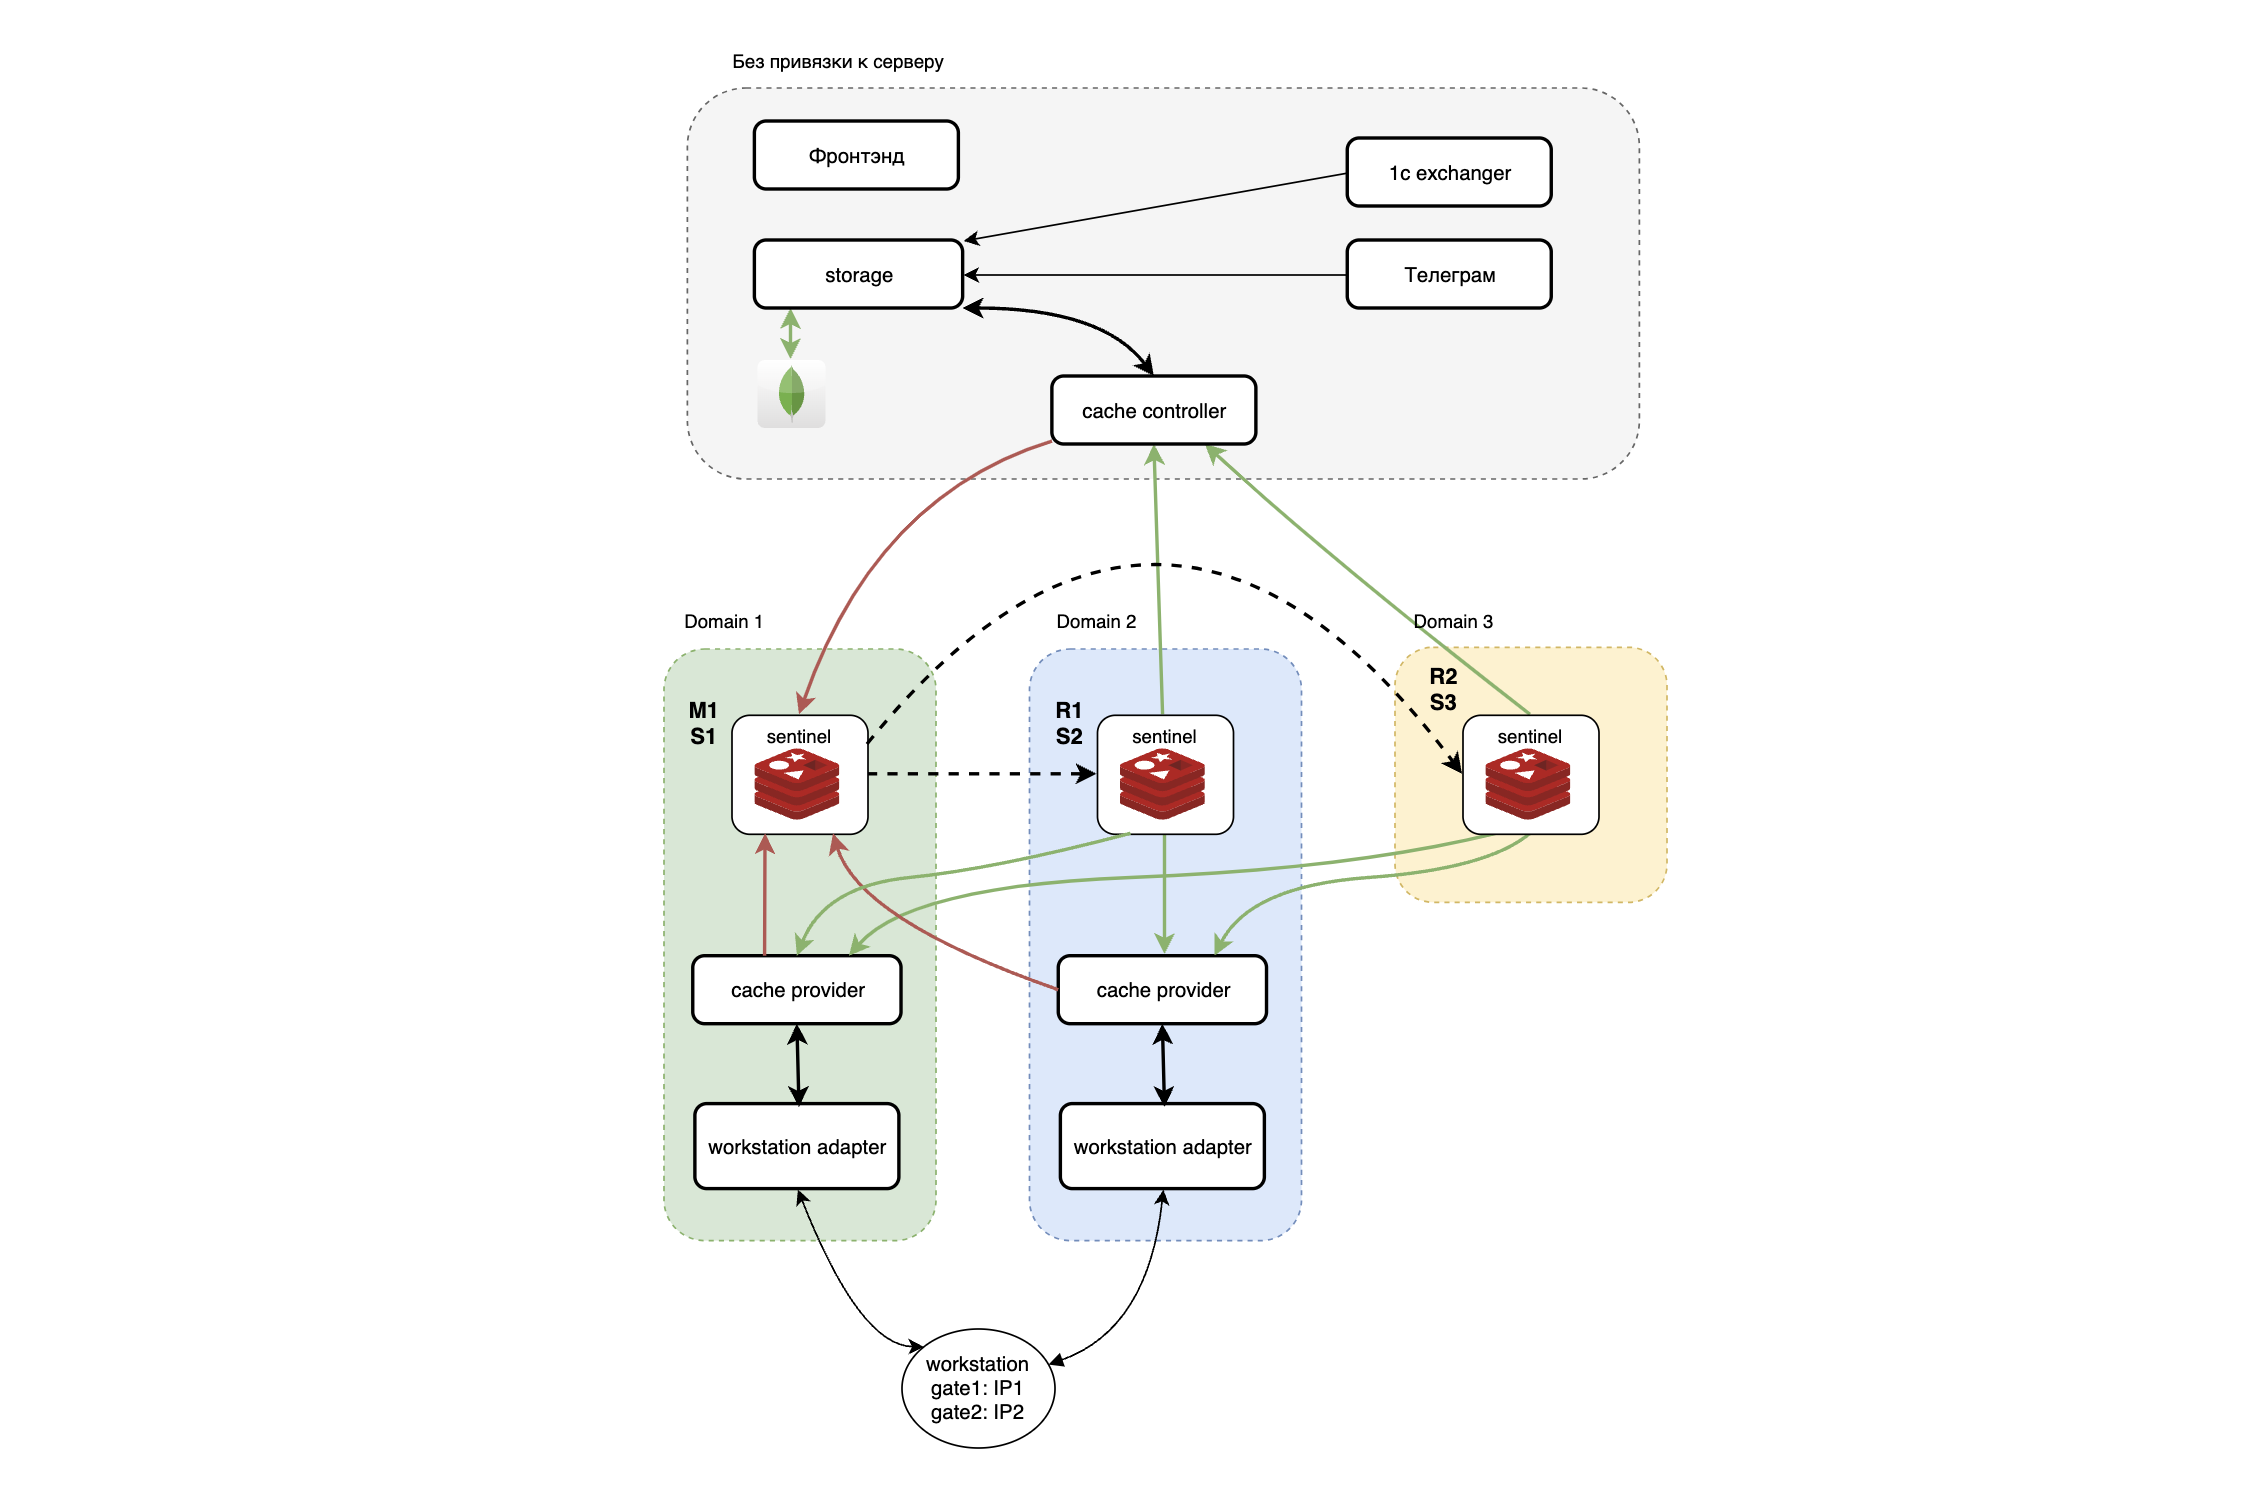 Без привязки к серверу
Фронтэнд
1c exchanger
storage
Телеграм
cache controller
Domain 1
Domain 2
Domain 3
M1
S1
sentinel
R1
S2
sentinel
R2
S3
sentinel
cache provider
cache provider
workstation adapter
workstation adapter
workstation
gate1: IP1
gate2: IP2